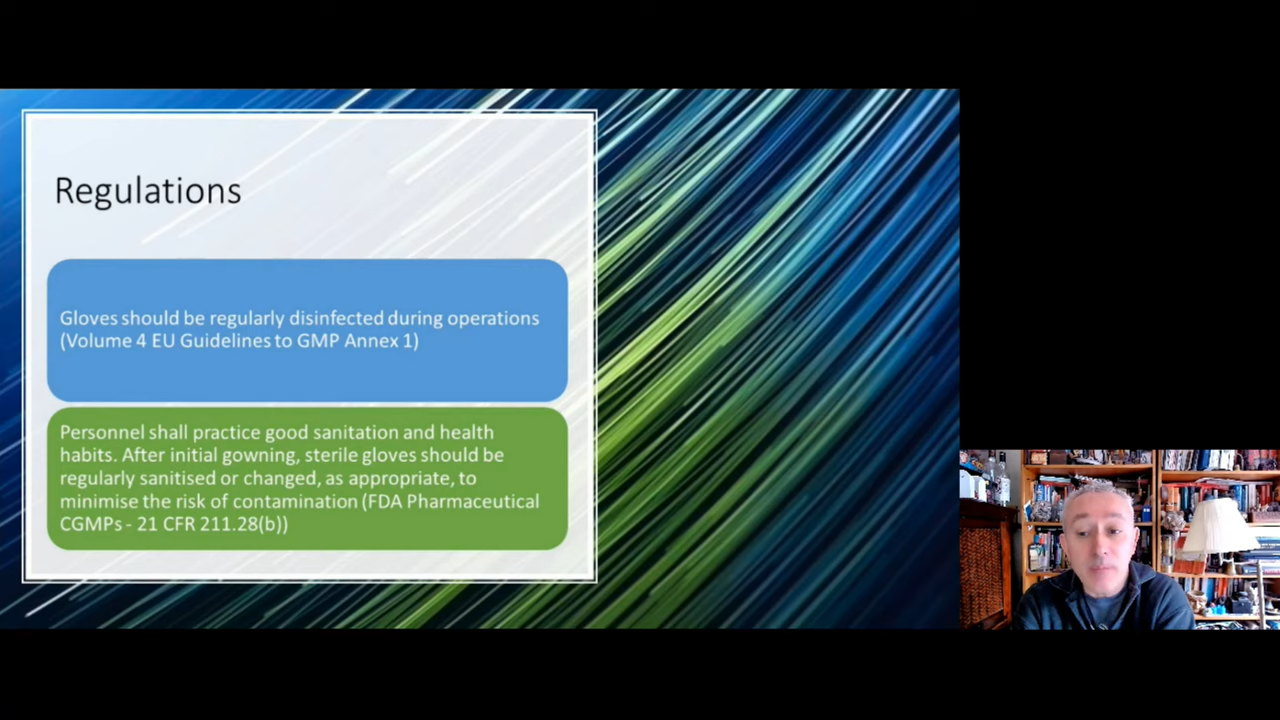 Regulations
Gloves should be regularly disinfected during operations
(Volume 4 EU Guidelines to GMP Annex 1)
Personnel shall practice good sanitation and health
habits. After initial gowning, sterile gloves should be
regularly sanitised or changed, as appropriate, to
minimise the risk of contamination (FDA Pharmaceutical
CGMPs - 21 CFR 211.28(b))